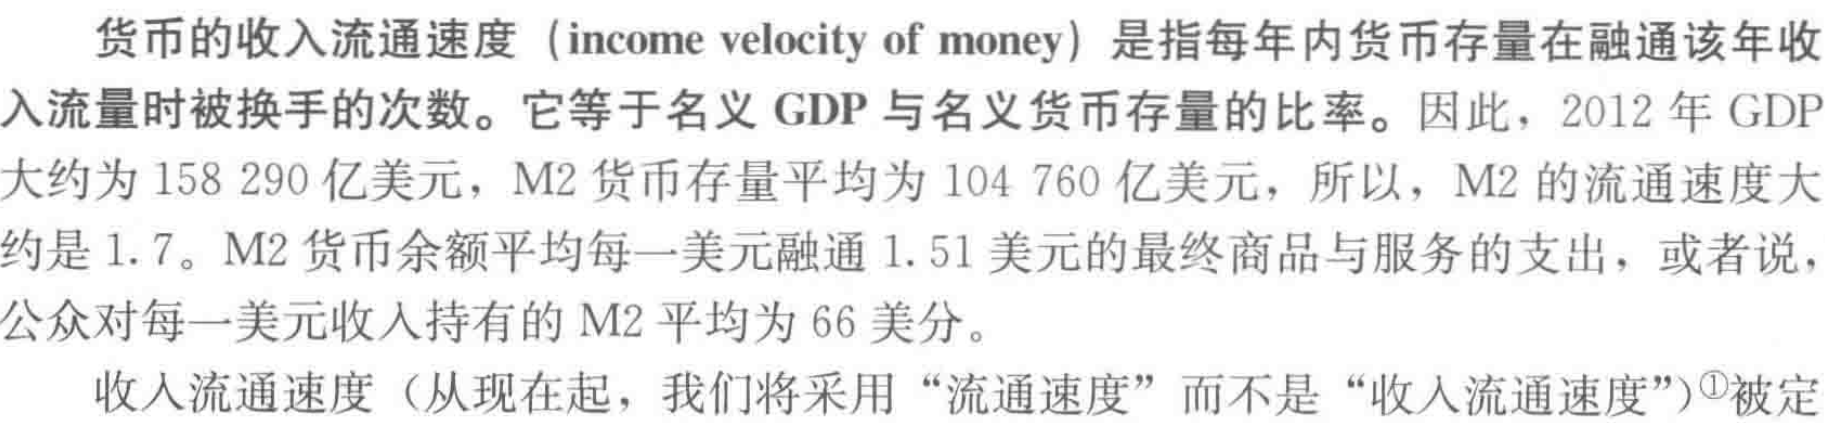 货币的收入流通速度（income velocity of money）是指每年内货币存量在融通该年收
入流量时被换手的次数。它等于名义 GDP 与名义货币存量的比率。因此，2012 年 GDP
大约为 158 290 亿美元，M2 货币存量平均为 104 760 亿美元，所以，M2 的流通速度大
约是 1.7。M2 货币余额平均每一美元融通 1.51 美元的最终商品与服务的支出，或者说，
公众对每一美元收入持有的 M2 平均为 66 美分。
收入流通速度（从现在起，我们将采用“流通速度”而不是“收入流通速度”）①被定